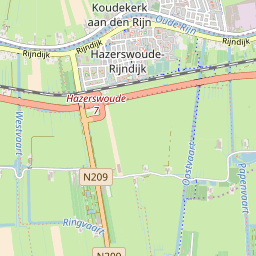 Koudekerk
aan den Rijn
Oude Rijn
Rijndijk
Rijndijk
Hazerswoude-
Rijndijk
Hazerswoude
7
Westvaart
Oostvaart
Papenvaart
N209
Ringvaart
N209